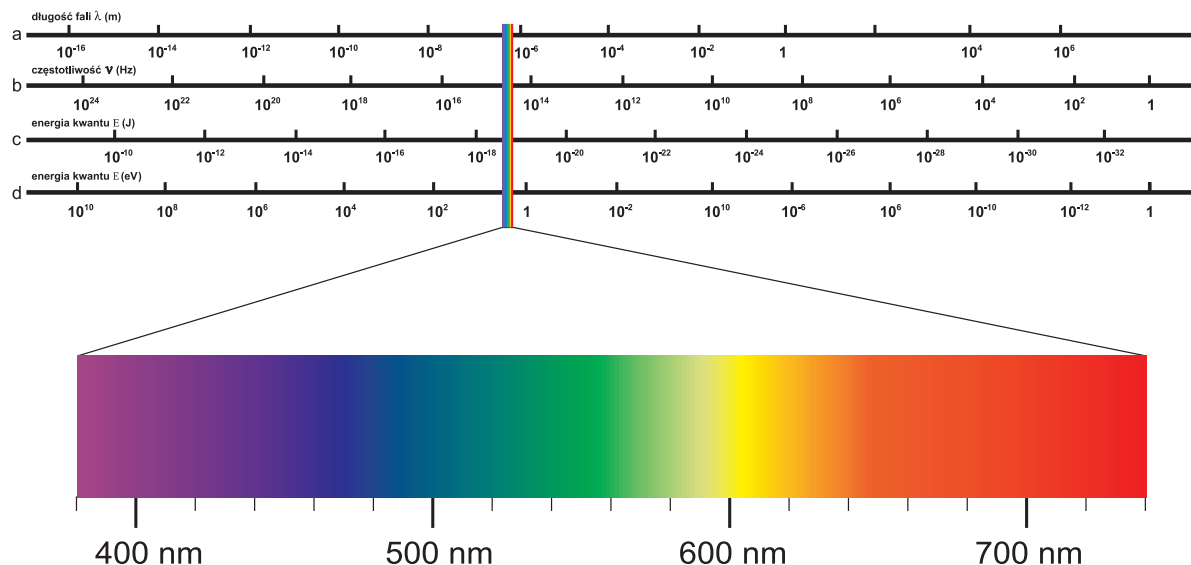 długość fali λ (m)
a
10⁻¹⁶ 10⁻¹⁴ 10⁻¹² 10⁻¹⁰ 10⁻⁸ 10⁻⁶ 10⁻⁴ 10⁻² 1 10⁴ 10⁶
częstotliwość ν (Hz)
b
10²⁴ 10²² 10²⁰ 10¹⁸ 10¹⁶ 10¹⁴ 10¹² 10¹⁰ 10⁸ 10⁶ 10⁴ 10² 1
energia kwantu E (J)
c
10⁻¹⁰ 10⁻¹² 10⁻¹⁴ 10⁻¹⁶ 10⁻¹⁸ 10⁻²⁰ 10⁻²² 10⁻²⁴ 10⁻²⁶ 10⁻²⁸ 10⁻³⁰ 10⁻³²
energia kwantu E (eV)
d
10¹⁰ 10⁸ 10⁶ 10⁴ 10² 1 10⁻² 10¹⁰ 10⁻⁶ 10⁶ 10⁻¹⁰ 10⁻¹² 1
400 nm 500 nm 600 nm 700 nm